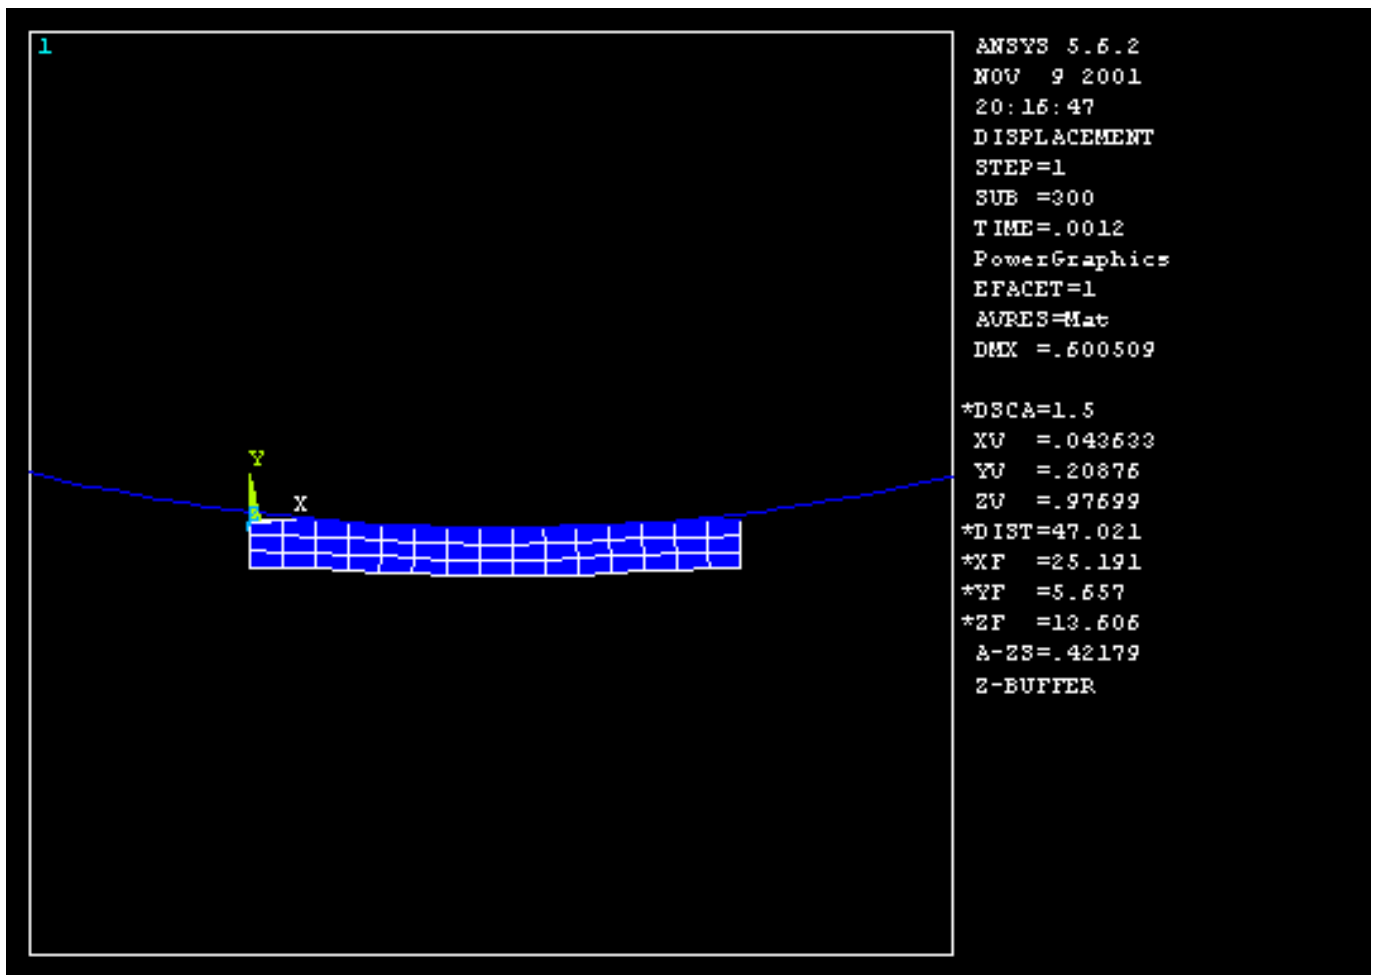 1
ANSYS 5.6.2
NOV  9 2001
20:16:47
DISPLACEMENT
STEP=1
SUB =300
TIME=.0012
PowerGraphics
EFACET=1
AVRES=Mat
DMX =.600509
*DSCA=1.5
XV  =.043633
YV  =.20876
ZV  =.97699
*DIST=47.021
*XF  =25.191
*YF  =5.657
*ZF  =13.606
A-ZS=.42179
Z-BUFFER
Y
X